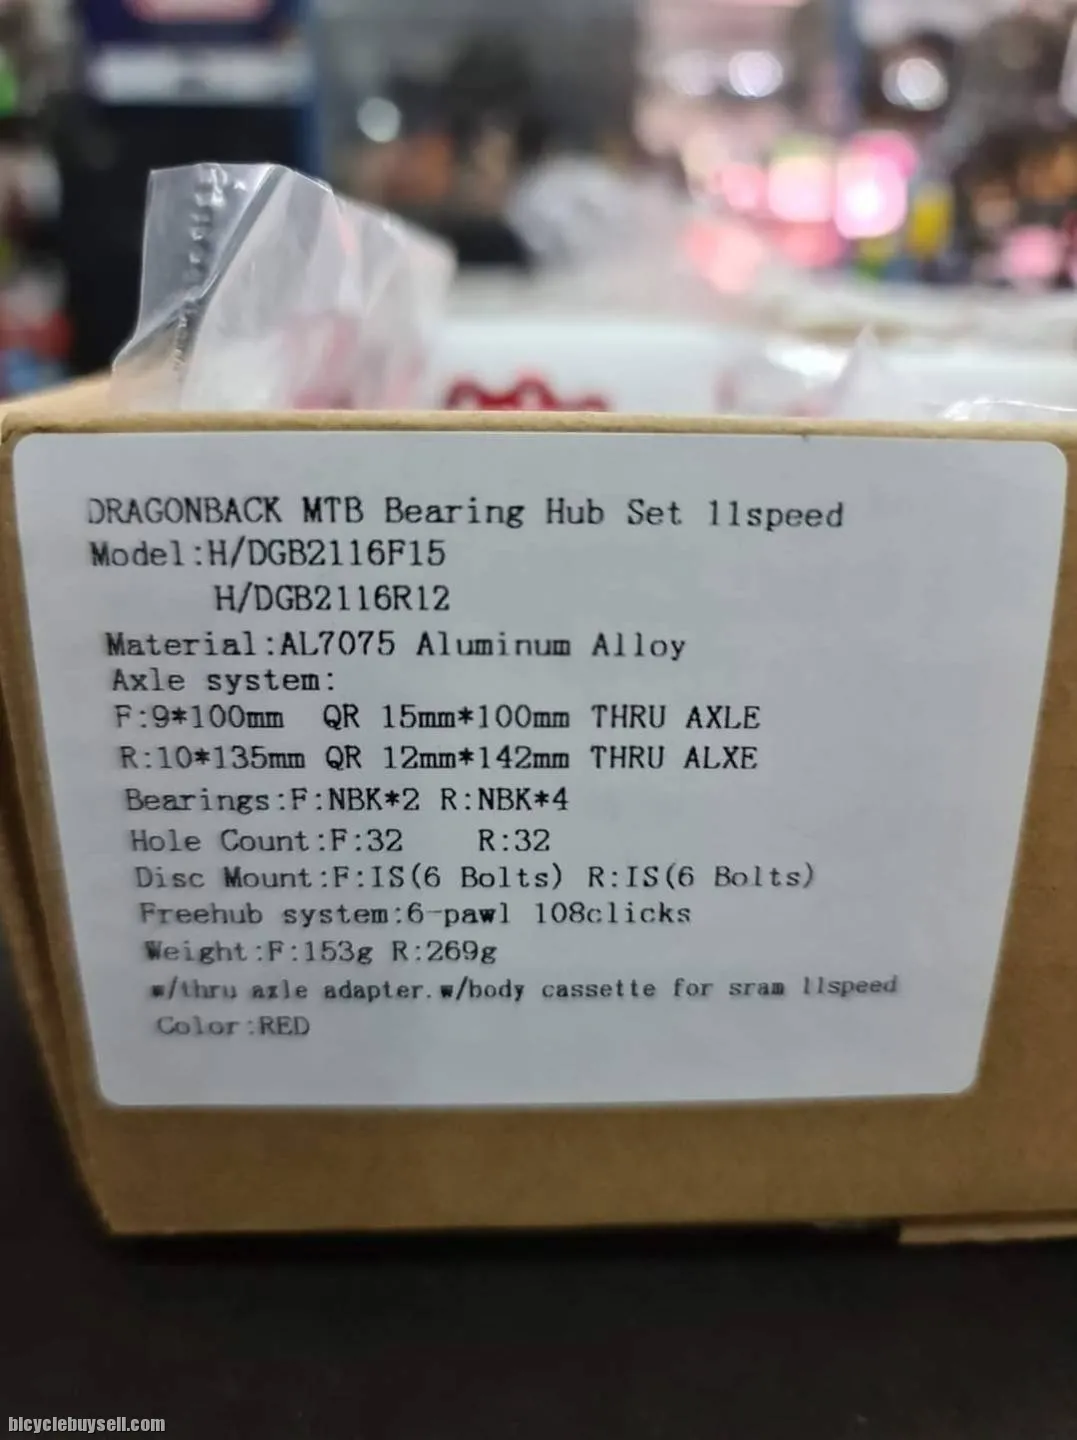 DRAGONBACK MTB Bearing Hub Set 11speed
Model:H/DGB2116F15
H/DGB2116R12
Material:AL7075 Aluminum Alloy
Axle system:
F:9*100mm QR 15mm*100mm THRU AXLE
R:10*135mm QR 12mm*142mm THRU ALXE
Bearings:F:NBK*2 R:NBK*4
Hole Count:F:32 R:32
Disc Mount:F:IS(6 Bolts) R:IS(6 Bolts)
Freehub system:6-pawl 108clicks
Weight:F:153g R:269g
w/thru axle adapter.w/body cassette for sram 11speed
Color:RED
bicyclebuysell.com